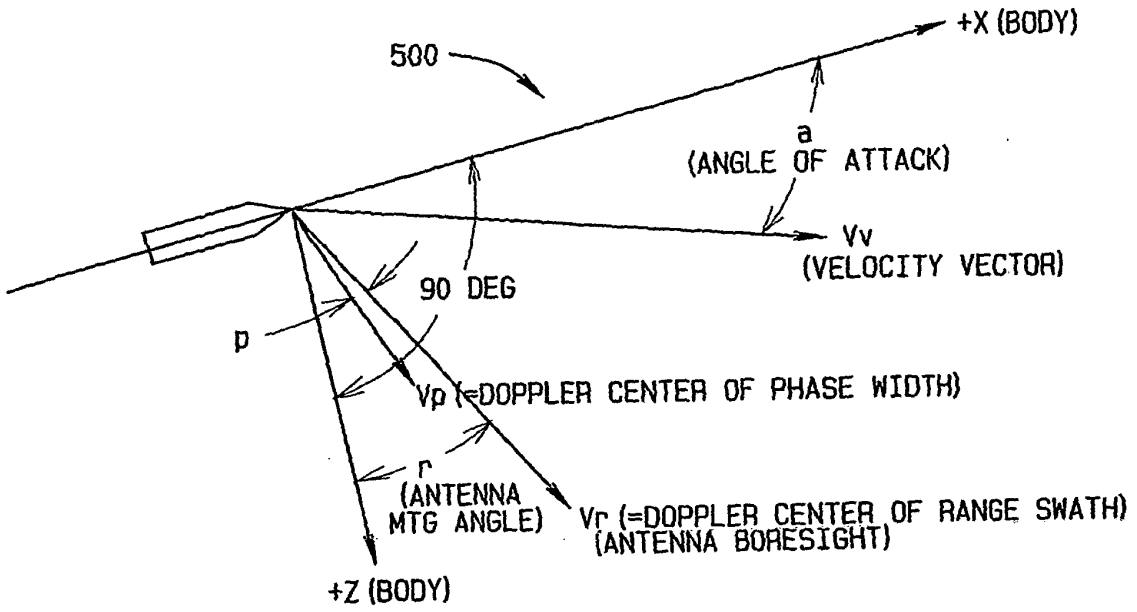 +X (BODY)
500
a
(ANGLE OF ATTACK)
Vv
(VELOCITY VECTOR)
90 DEG
p
Vp (=DOPPLER CENTER OF PHASE WIDTH)
r
(ANTENNA
MTG ANGLE)
Vr (=DOPPLER CENTER OF RANGE SWATH)
(ANTENNA BORESIGHT)
+Z (BODY)